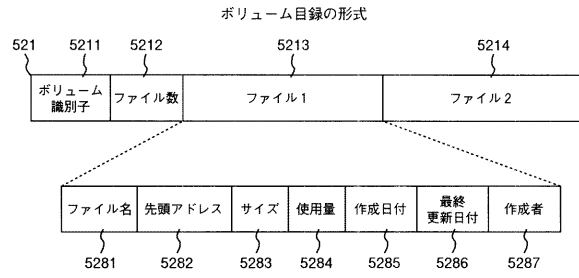 ボリューム目録の形式
521 5211 5212 5213 5214
ボリューム
識別子
ファイル数
ファイル1
ファイル2
ファイル名
先頭アドレス
サイズ
使用量
作成日付
最終
更新日付
作成者
5281 5282 5283 5284 5285 5286 5287